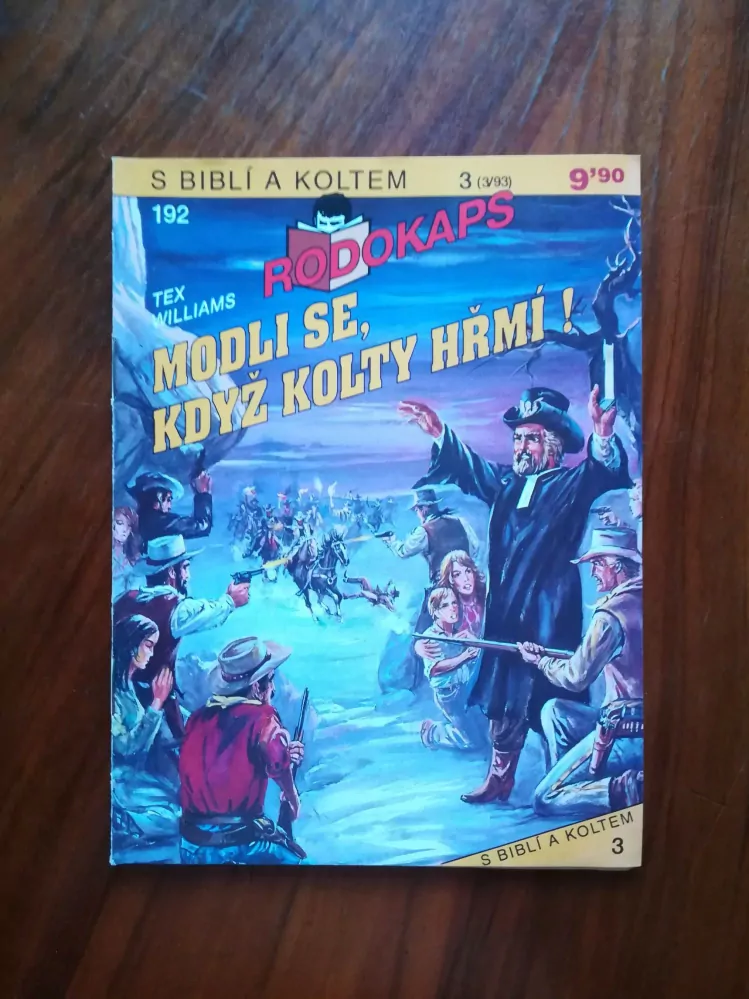 S BIBLÍ A KOLTEM 3 (3/93) 9'90
192
RODOKAPS
TEX
WILLIAMS
MODLI SE,
KDYŽ KOLTY HŘMÍ !
S BIBLÍ A KOLTEM
3